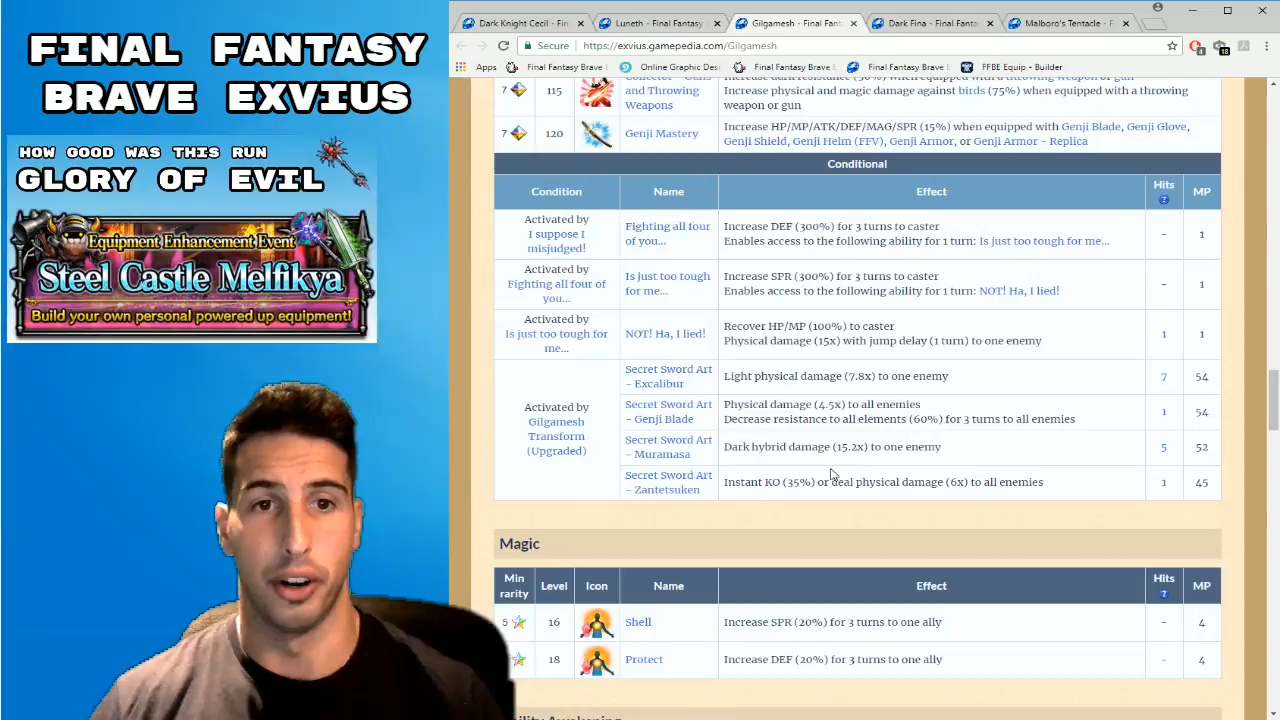 FINAL FANTASY
BRAVE EXVIUS
HOW GOOD WAS THIS RUN
GLORY OF EVIL
Equipment Enhancement Event
Steel Castle Melfikya
Build your own personal powered up equipment!
Dark Knight Cecil - Fin
Luneth - Final Fantasy
Gilgamesh - Final Fant
Dark Fina - Final Fanta
Malboro's Tentacle - F
Secure
https://exvius.gamepedia.com/Gilgamesh
Apps
Final Fantasy Brave Ex
Online Graphic Des
Final Fantasy Brave Ex
Final Fantasy Brave Ex
FFBE Equip - Builder
7 115
and Throwing
Weapons
Increase physical and magic damage against birds (75%) when equipped with a throwing
weapon or gun
7 120 Genji Mastery
Increase HP/MP/ATK/DEF/MAG/SPR (15%) when equipped with Genji Blade, Genji Glove,
Genji Shield, Genji Helm (FFV), Genji Armor, or Genji Armor - Replica
Conditional
Condition Name Effect Hits MP
Activated by
I suppose I
misjudged!
Fighting all four
of you...
Increase DEF (300%) for 3 turns to caster
Enables access to the following ability for 1 turn: Is just too tough for me...
- 1
Activated by
Fighting all four of
you...
Is just too tough
for me...
Increase SPR (300%) for 3 turns to caster
Enables access to the following ability for 1 turn: NOT! Ha, I lied!
- 1
Activated by
Is just too tough for
me...
NOT! Ha, I lied!
Recover HP/MP (100%) to caster
Physical damage (15x) with jump delay (1 turn) to one enemy
1 1
Activated by
Gilgamesh
Transform
(Upgraded)
Secret Sword Art
- Excalibur
Light physical damage (7.8x) to one enemy
7 54
Secret Sword Art
- Genji Blade
Physical damage (4.5x) to all enemies
Decrease resistance to all elements (60%) for 3 turns to all enemies
1 54
Secret Sword Art
- Muramasa
Dark hybrid damage (15.2x) to one enemy
5 52
Secret Sword Art
- Zantetsuken
Instant KO (35%) or deal physical damage (6x) to all enemies
1 45
Magic
Min
rarity
Level Icon Name Effect Hits MP
5 16 Shell Increase SPR (20%) for 3 turns to one ally - 4
18 Protect Increase DEF (20%) for 3 turns to one ally - 4